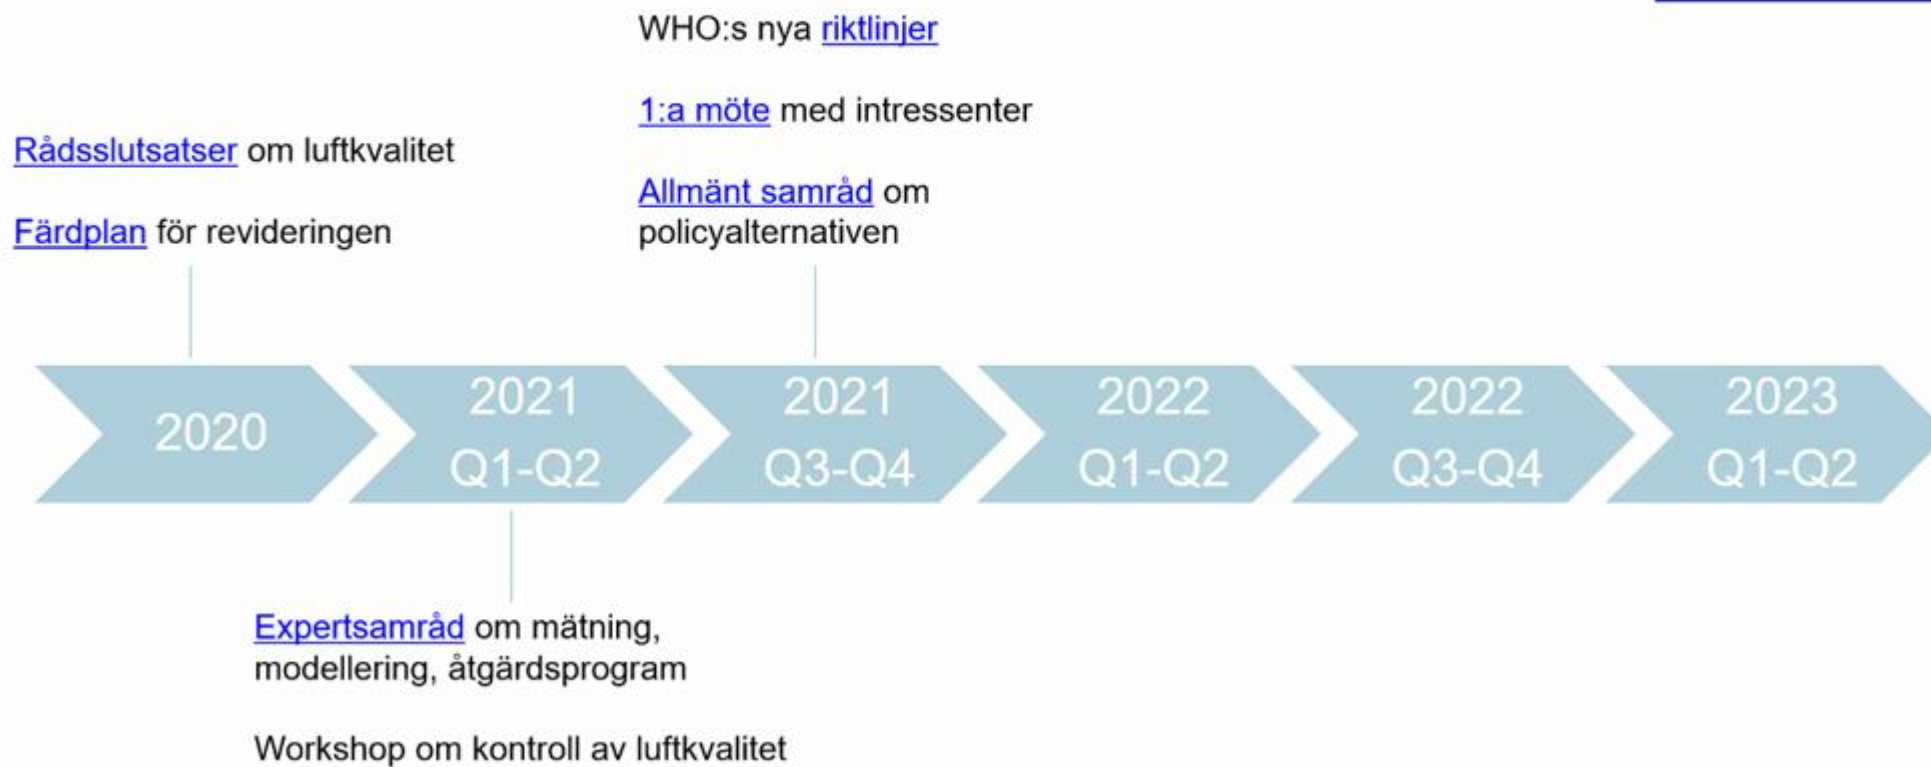 WHO:s nya riktlinjer
1:a möte med intressenter
Allmänt samråd om
policyalternativen
Rådsslutsatser om luftkvalitet
Färdplan för revideringen
2020
2021
Q1-Q2
2021
Q3-Q4
2022
Q1-Q2
2022
Q3-Q4
2023
Q1-Q2
Expertsamråd om mätning,
modellering, åtgärdsprogram
Workshop om kontroll av luftkvalitet